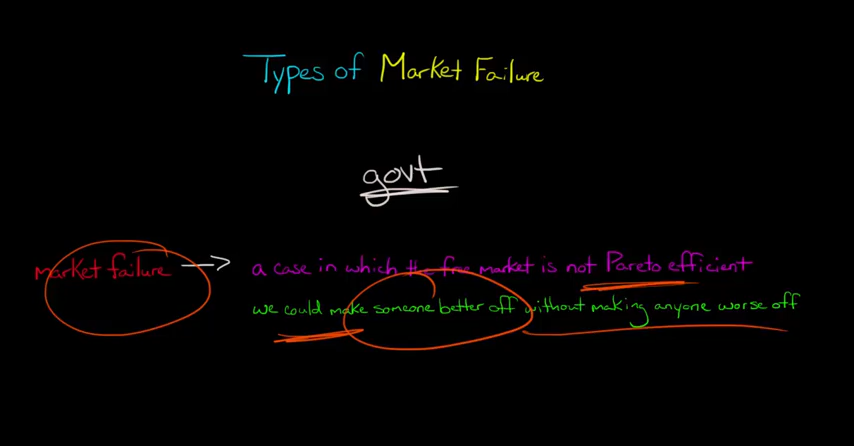 Types of Market Failure
govt
market failure → a case in which the free market is not Pareto efficient
we could make someone better off without making anyone worse off